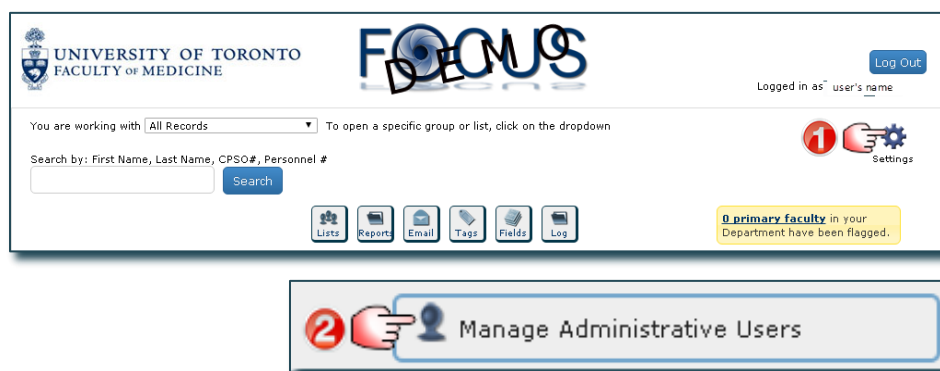 UNIVERSITY OF TORONTO
FACULTY OF MEDICINE
FOCUS
DEMO
Log Out
Logged in as user's name
You are working with All Records To open a specific group or list, click on the dropdown
1
Settings
Search by: First Name, Last Name, CPSO#, Personnel #
Search
Lists Reports Email Tags Fields Log
0 primary faculty in your
Department have been flagged.
2 Manage Administrative Users